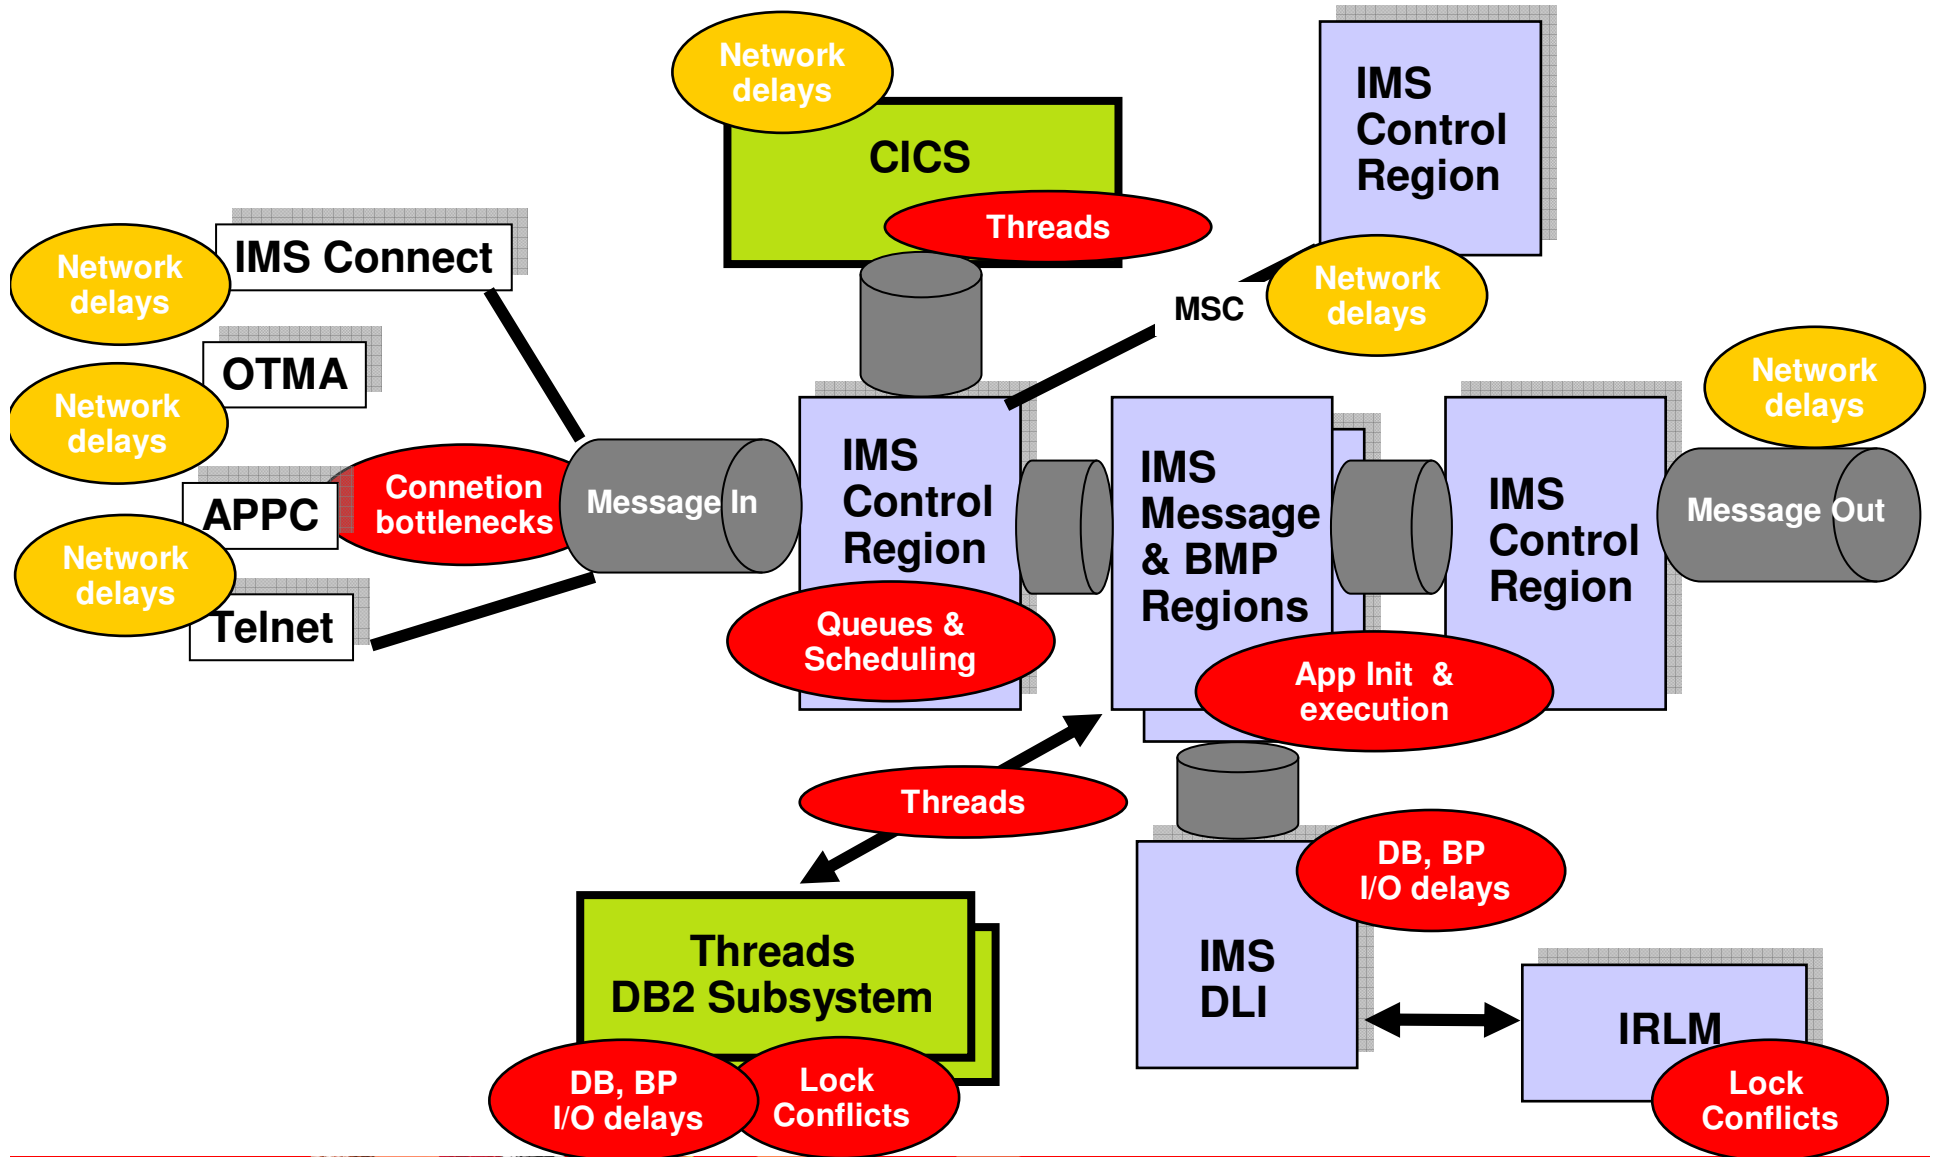 Network
delays
CICS
Threads
IMS
Control
Region
Network
delays
MSC
Network
delays
IMS Connect
Network
delays
OTMA
Network
delays
APPC
Network
delays
Telnet
Connetion
bottlenecks
Message In
IMS
Control
Region
Queues &
Scheduling
IMS
Message
& BMP
Regions
App Init &
execution
IMS
Control
Region
Message Out
Network
delays
Threads
Threads
DB2 Subsystem
DB, BP
I/O delays
Lock
Conflicts
DB, BP
I/O delays
IMS
DLI
IRLM
Lock
Conflicts